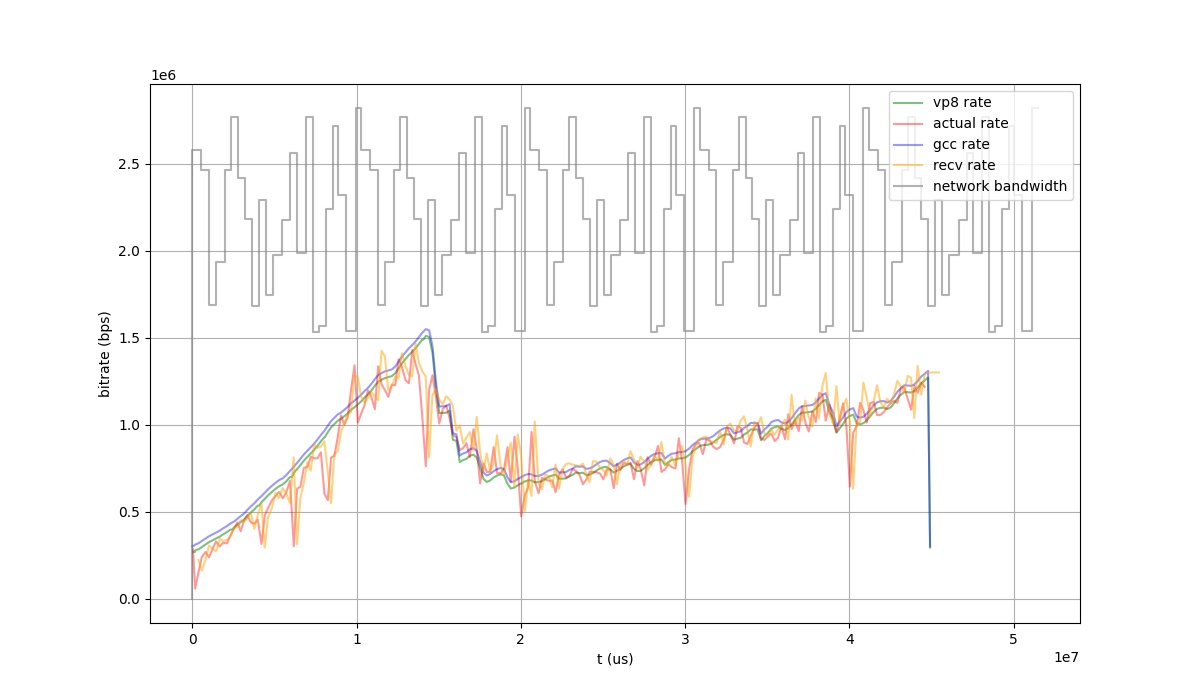 1e6
vp8 rate
actual rate
gcc rate
recv rate
network bandwidth
2.5
2.0
1.5
1.0
0.5
0.0
bitrate (bps)
0 1 2 3 4 5
t (us)
1e7